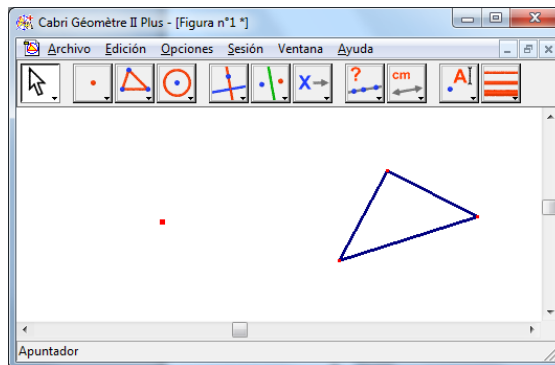 Cabri Géomètre II Plus - [Figura n°1 *]
Archivo Edición Opciones Sesión Ventana Ayuda
X ? cm A
Apuntador